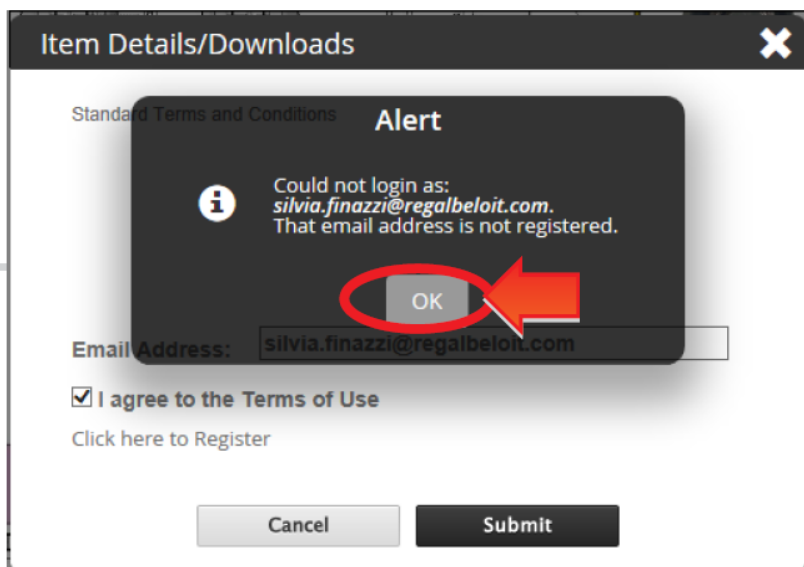 Item Details/Downloads
Standard Terms and Conditions
Alert
Could not login as:
silvia.finazzi@regalbeloit.com.
That email address is not registered.
OK
Email Address: silvia.finazzi@regalbeloit.com
I agree to the Terms of Use
Click here to Register
Cancel Submit